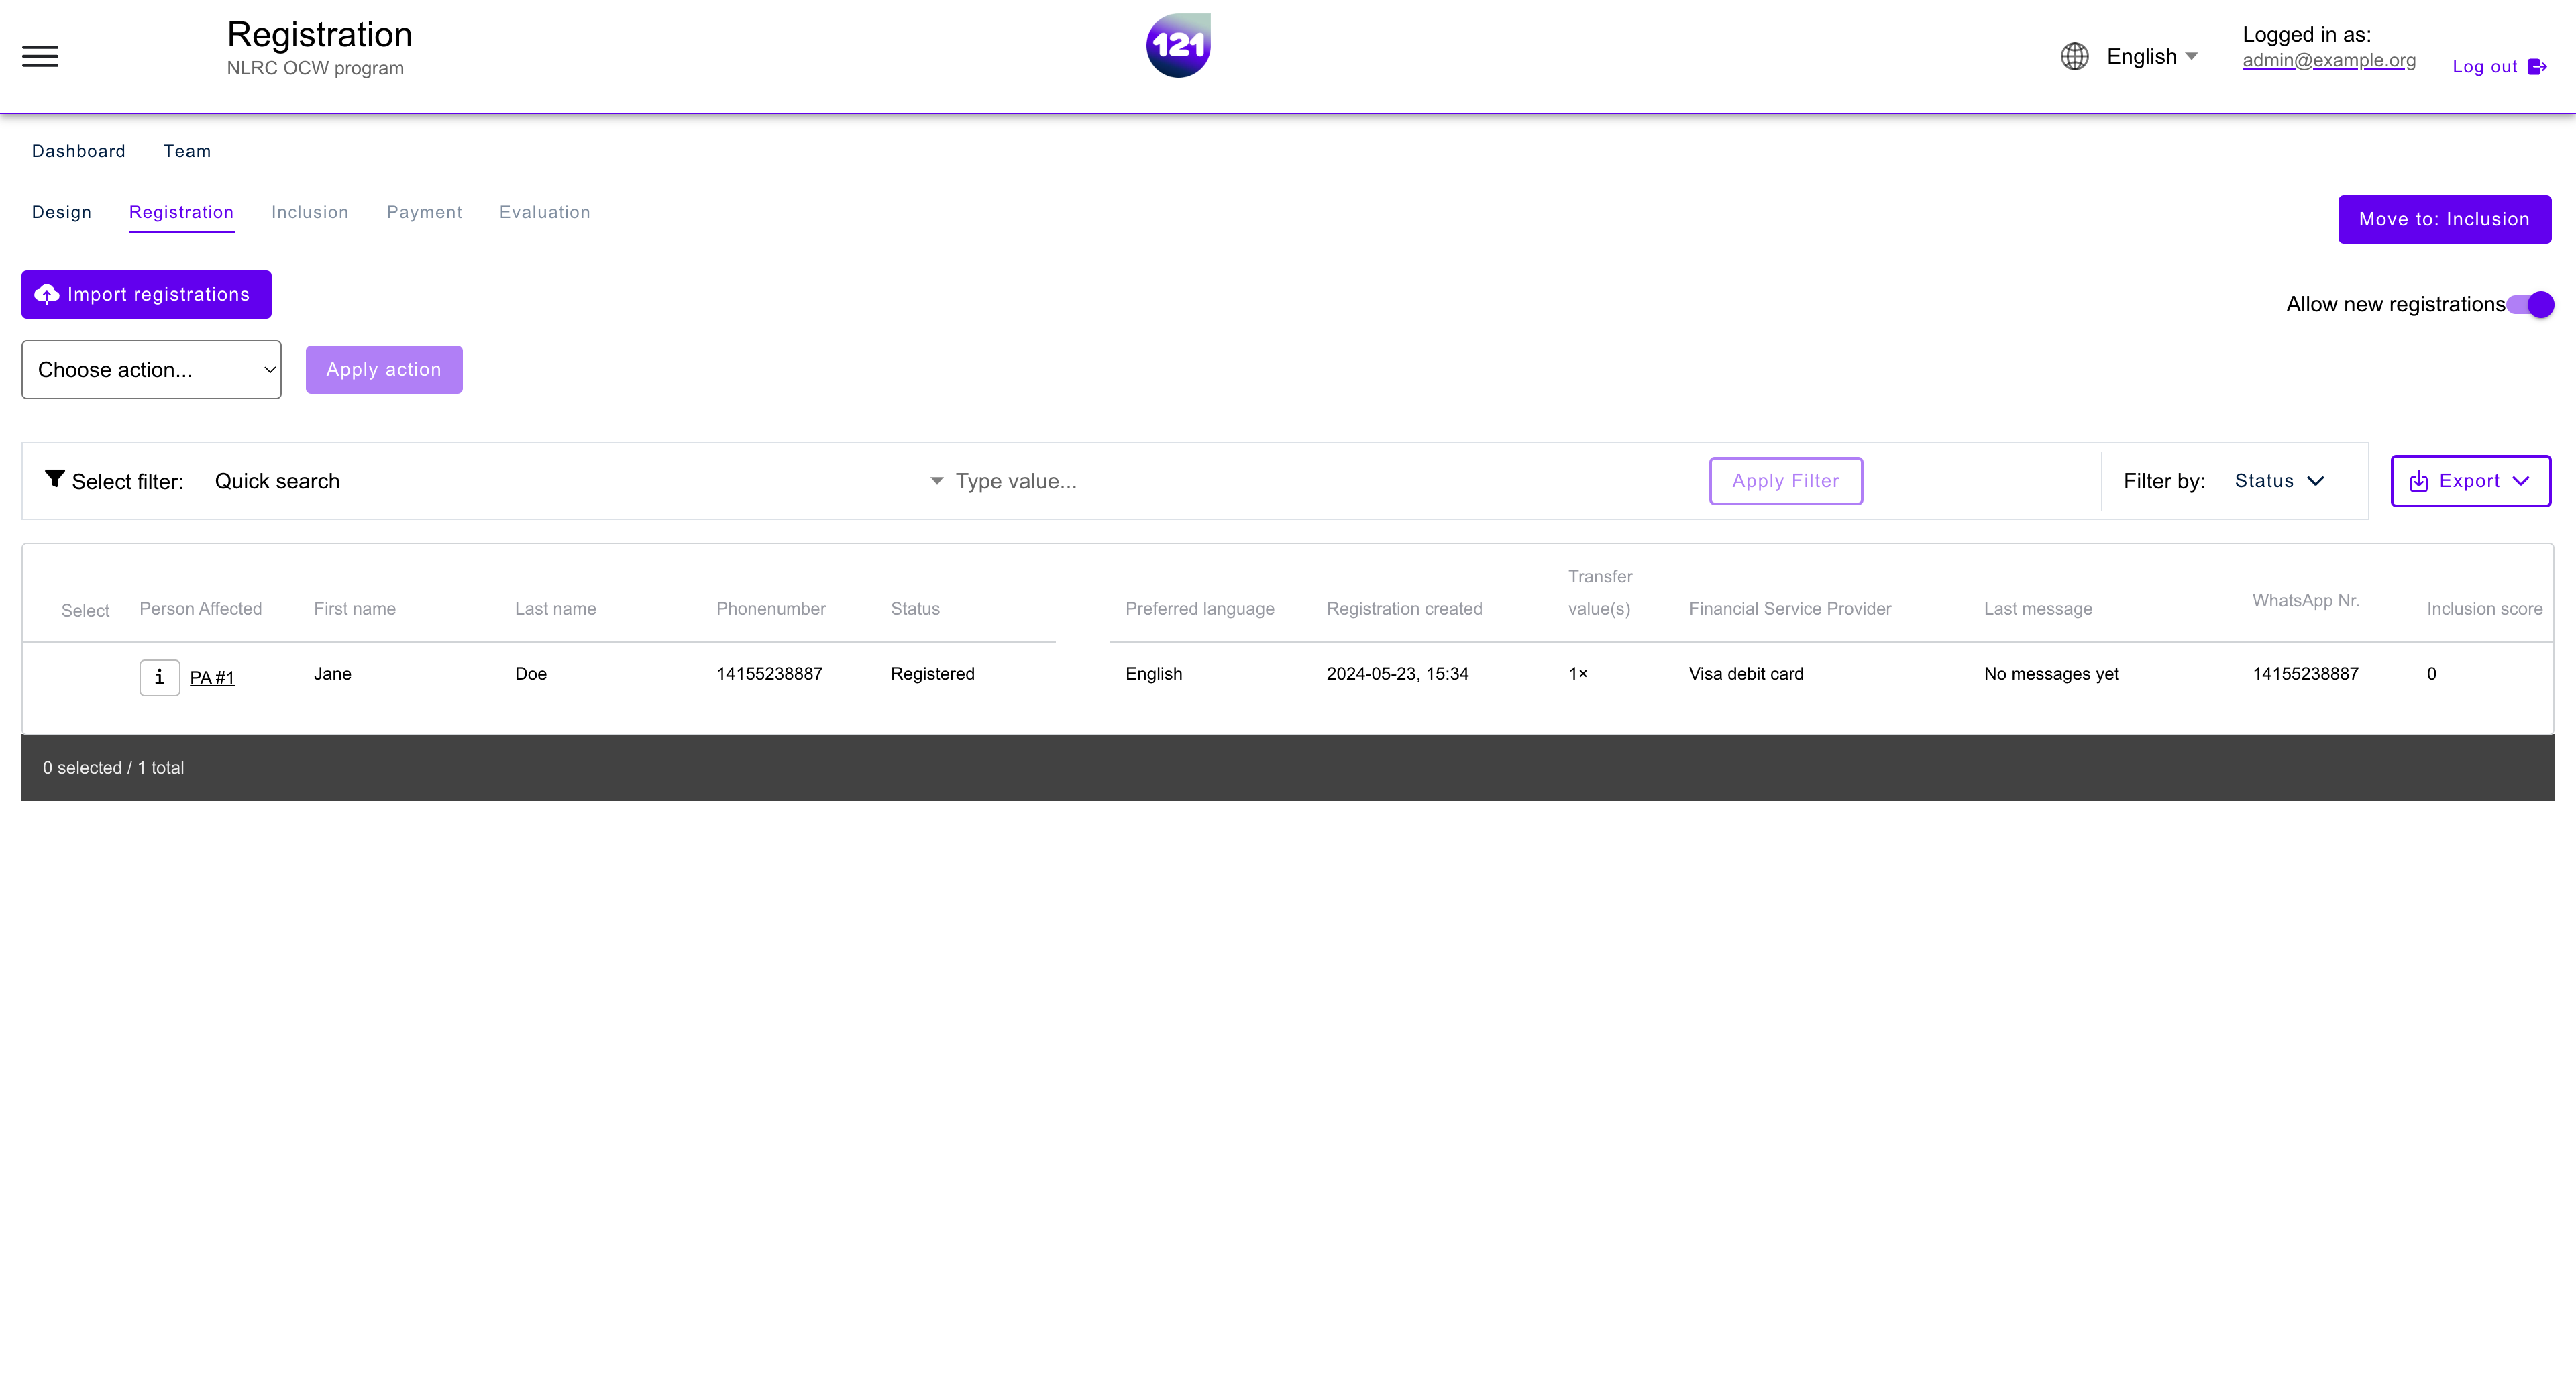 Registration
NLRC OCW program
121
English
Logged in as:
admin@example.org
Log out
Dashboard Team
Design Registration Inclusion Payment Evaluation
Move to: Inclusion
Import registrations
Allow new registrations
Choose action... Apply action
Select filter: Quick search Type value... Apply Filter Filter by: Status Export
Select Person Affected First name Last name Phonenumber Status Preferred language Registration created Transfer value(s) Financial Service Provider Last message WhatsApp Nr. Inclusion score
i PA #1 Jane Doe 14155238887 Registered English 2024-05-23, 15:34 1× Visa debit card No messages yet 14155238887 0
0 selected / 1 total